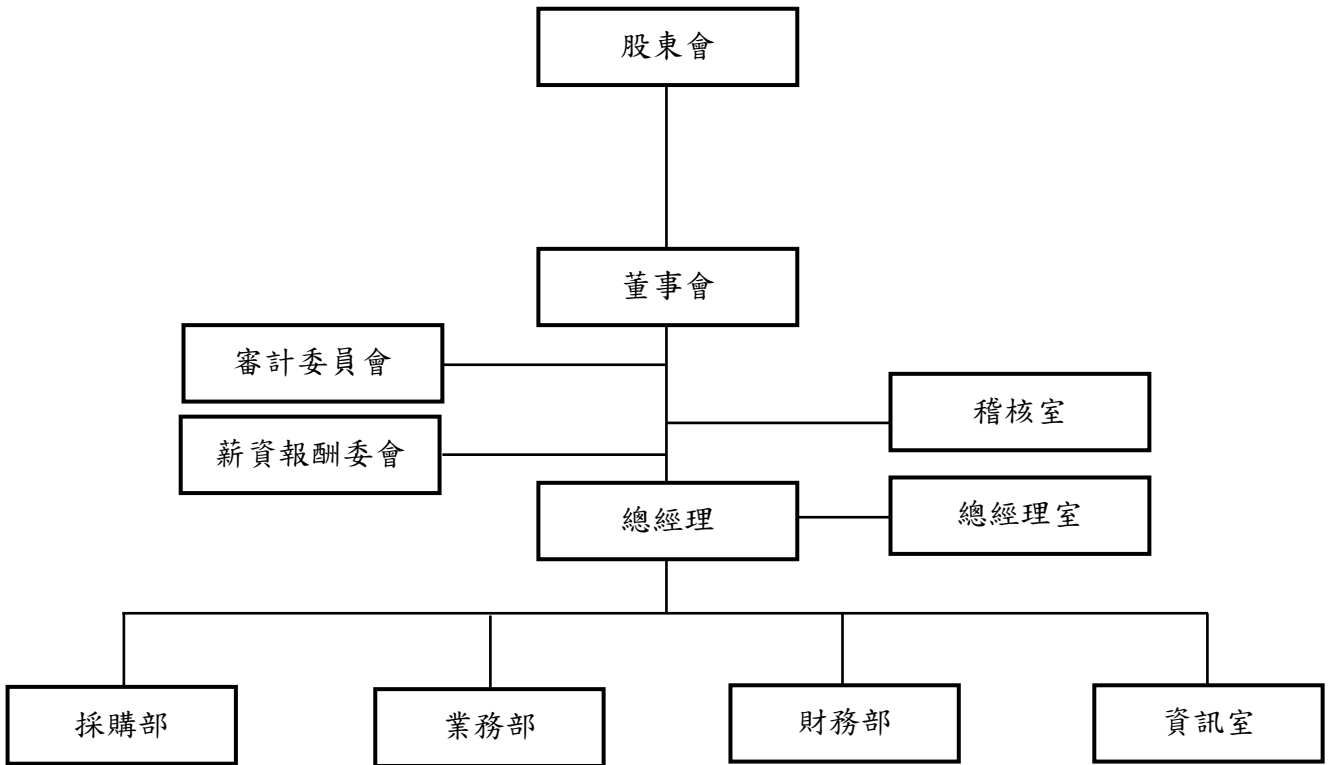 股東會
董事會
審計委員會
稽核室
薪資報酬委會
總經理
總經理室
採購部
業務部
財務部
資訊室